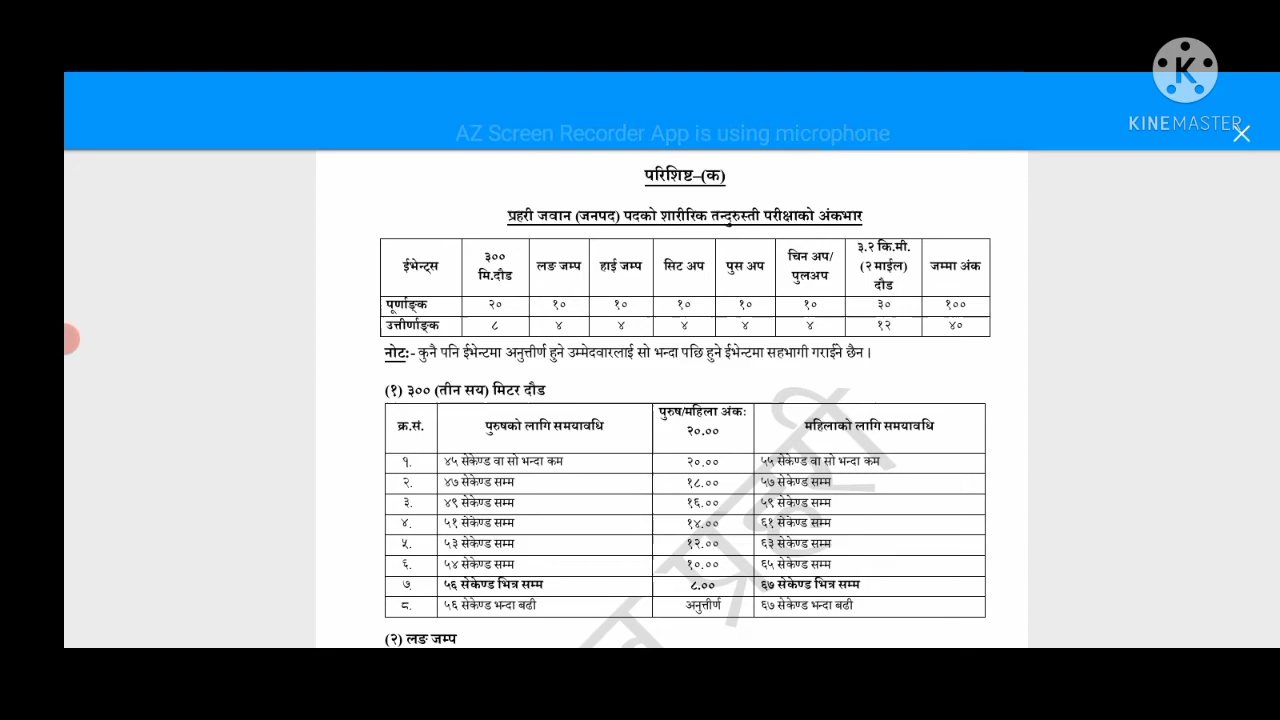 KINEMASTER
AZ Screen Recorder App is using microphone
परिशिष्ट–(क)
प्रहरी जवान (जनपद) पदको शारीरिक तन्दुरुस्ती परीक्षाको अंकभार
ईभेन्ट्स ३०० मि.दौड लङ जम्प हाई जम्प सिट अप पुस अप चिन अप/ पुलअप ३.२ कि.मी. (२ माईल) दौड जम्मा अंक
पूर्णाङ्क २० १० १० १० १० १० ३० १००
उत्तीर्णाङ्क ८ ४ ४ ४ ४ ४ १२ ४०
नोटः- कुनै पनि ईभेन्टमा अनुत्तीर्ण हुने उम्मेदवारलाई सो भन्दा पछि हुने ईभेन्टमा सहभागी गराईने छैन ।
(१) ३०० (तीन सय) मिटर दौड
क्र.सं. पुरुषको लागि समयावधि पुरुष/महिला अंकः २०.०० महिलाको लागि समयावधि
१. ४५ सेकेण्ड वा सो भन्दा कम २०.०० ५५ सेकेण्ड वा सो भन्दा कम
२. ४७ सेकेण्ड सम्म १८.०० ५७ सेकेण्ड सम्म
३. ४९ सेकेण्ड सम्म १६.०० ५९ सेकेण्ड सम्म
४. ५१ सेकेण्ड सम्म १४.०० ६१ सेकेण्ड सम्म
५. ५३ सेकेण्ड सम्म १२.०० ६३ सेकेण्ड सम्म
६. ५४ सेकेण्ड सम्म १०.०० ६५ सेकेण्ड सम्म
७. ५६ सेकेण्ड भित्र सम्म ८.०० ६७ सेकेण्ड भित्र सम्म
८. ५६ सेकेण्ड भन्दा बढी अनुत्तीर्ण ६७ सेकेण्ड भन्दा बढी
(२) लङ जम्प
प्रहरी